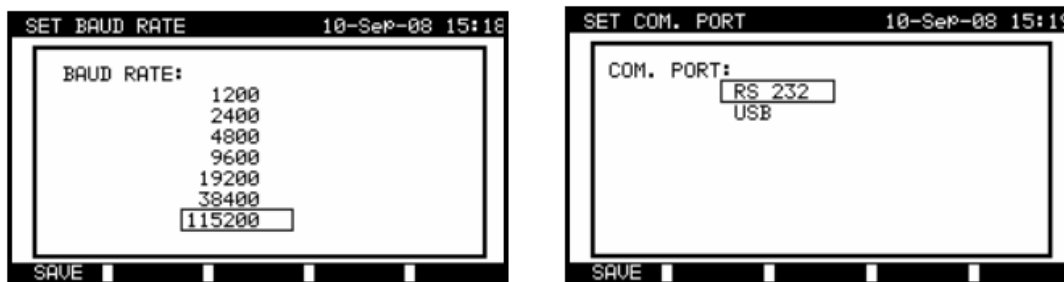 SET BAUD RATE 10-Sep-08 15:18
BAUD RATE:
1200
2400
4800
9600
19200
38400
115200
SAVE
SET COM. PORT 10-Sep-08 15:19
COM. PORT:
RS 232
USB
SAVE